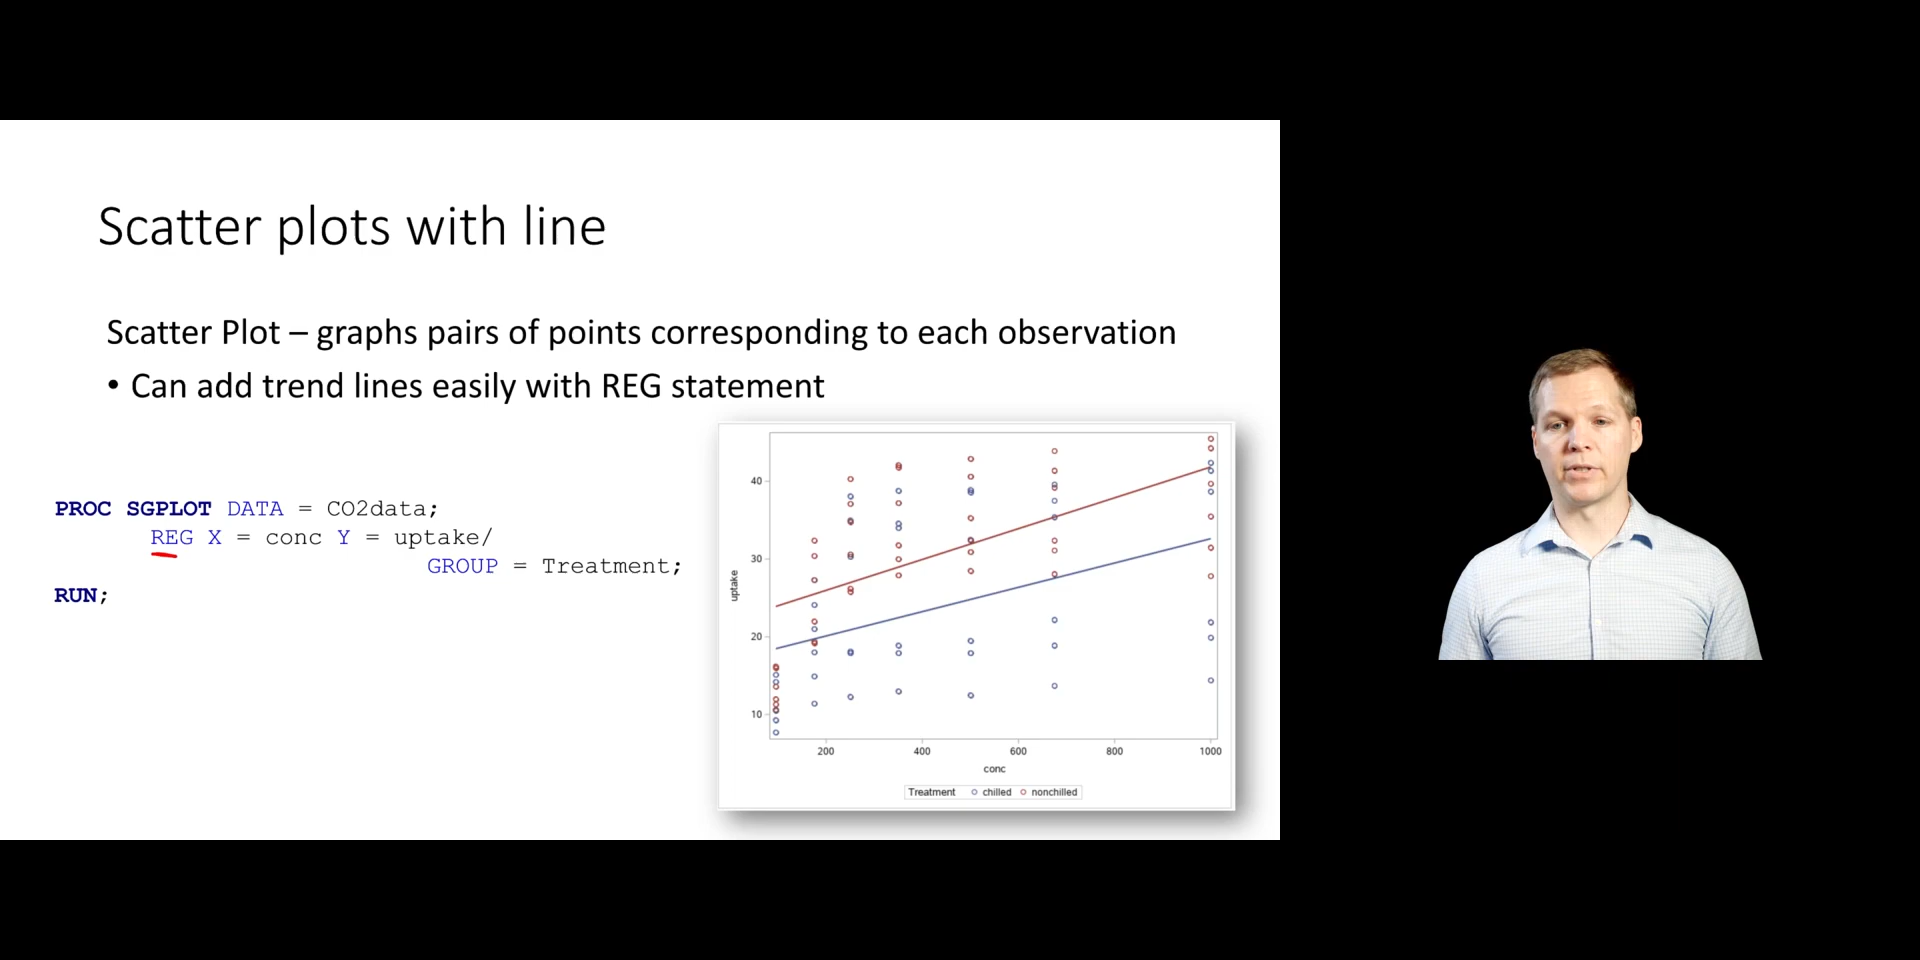 Scatter plots with line
Scatter Plot – graphs pairs of points corresponding to each observation
• Can add trend lines easily with REG statement
PROC SGPLOT DATA = CO2data;
REG X = conc Y = uptake/
GROUP = Treatment;
RUN;
40
30
20
10
uptake
200 400 600 800 1000
conc
Treatment chilled nonchilled